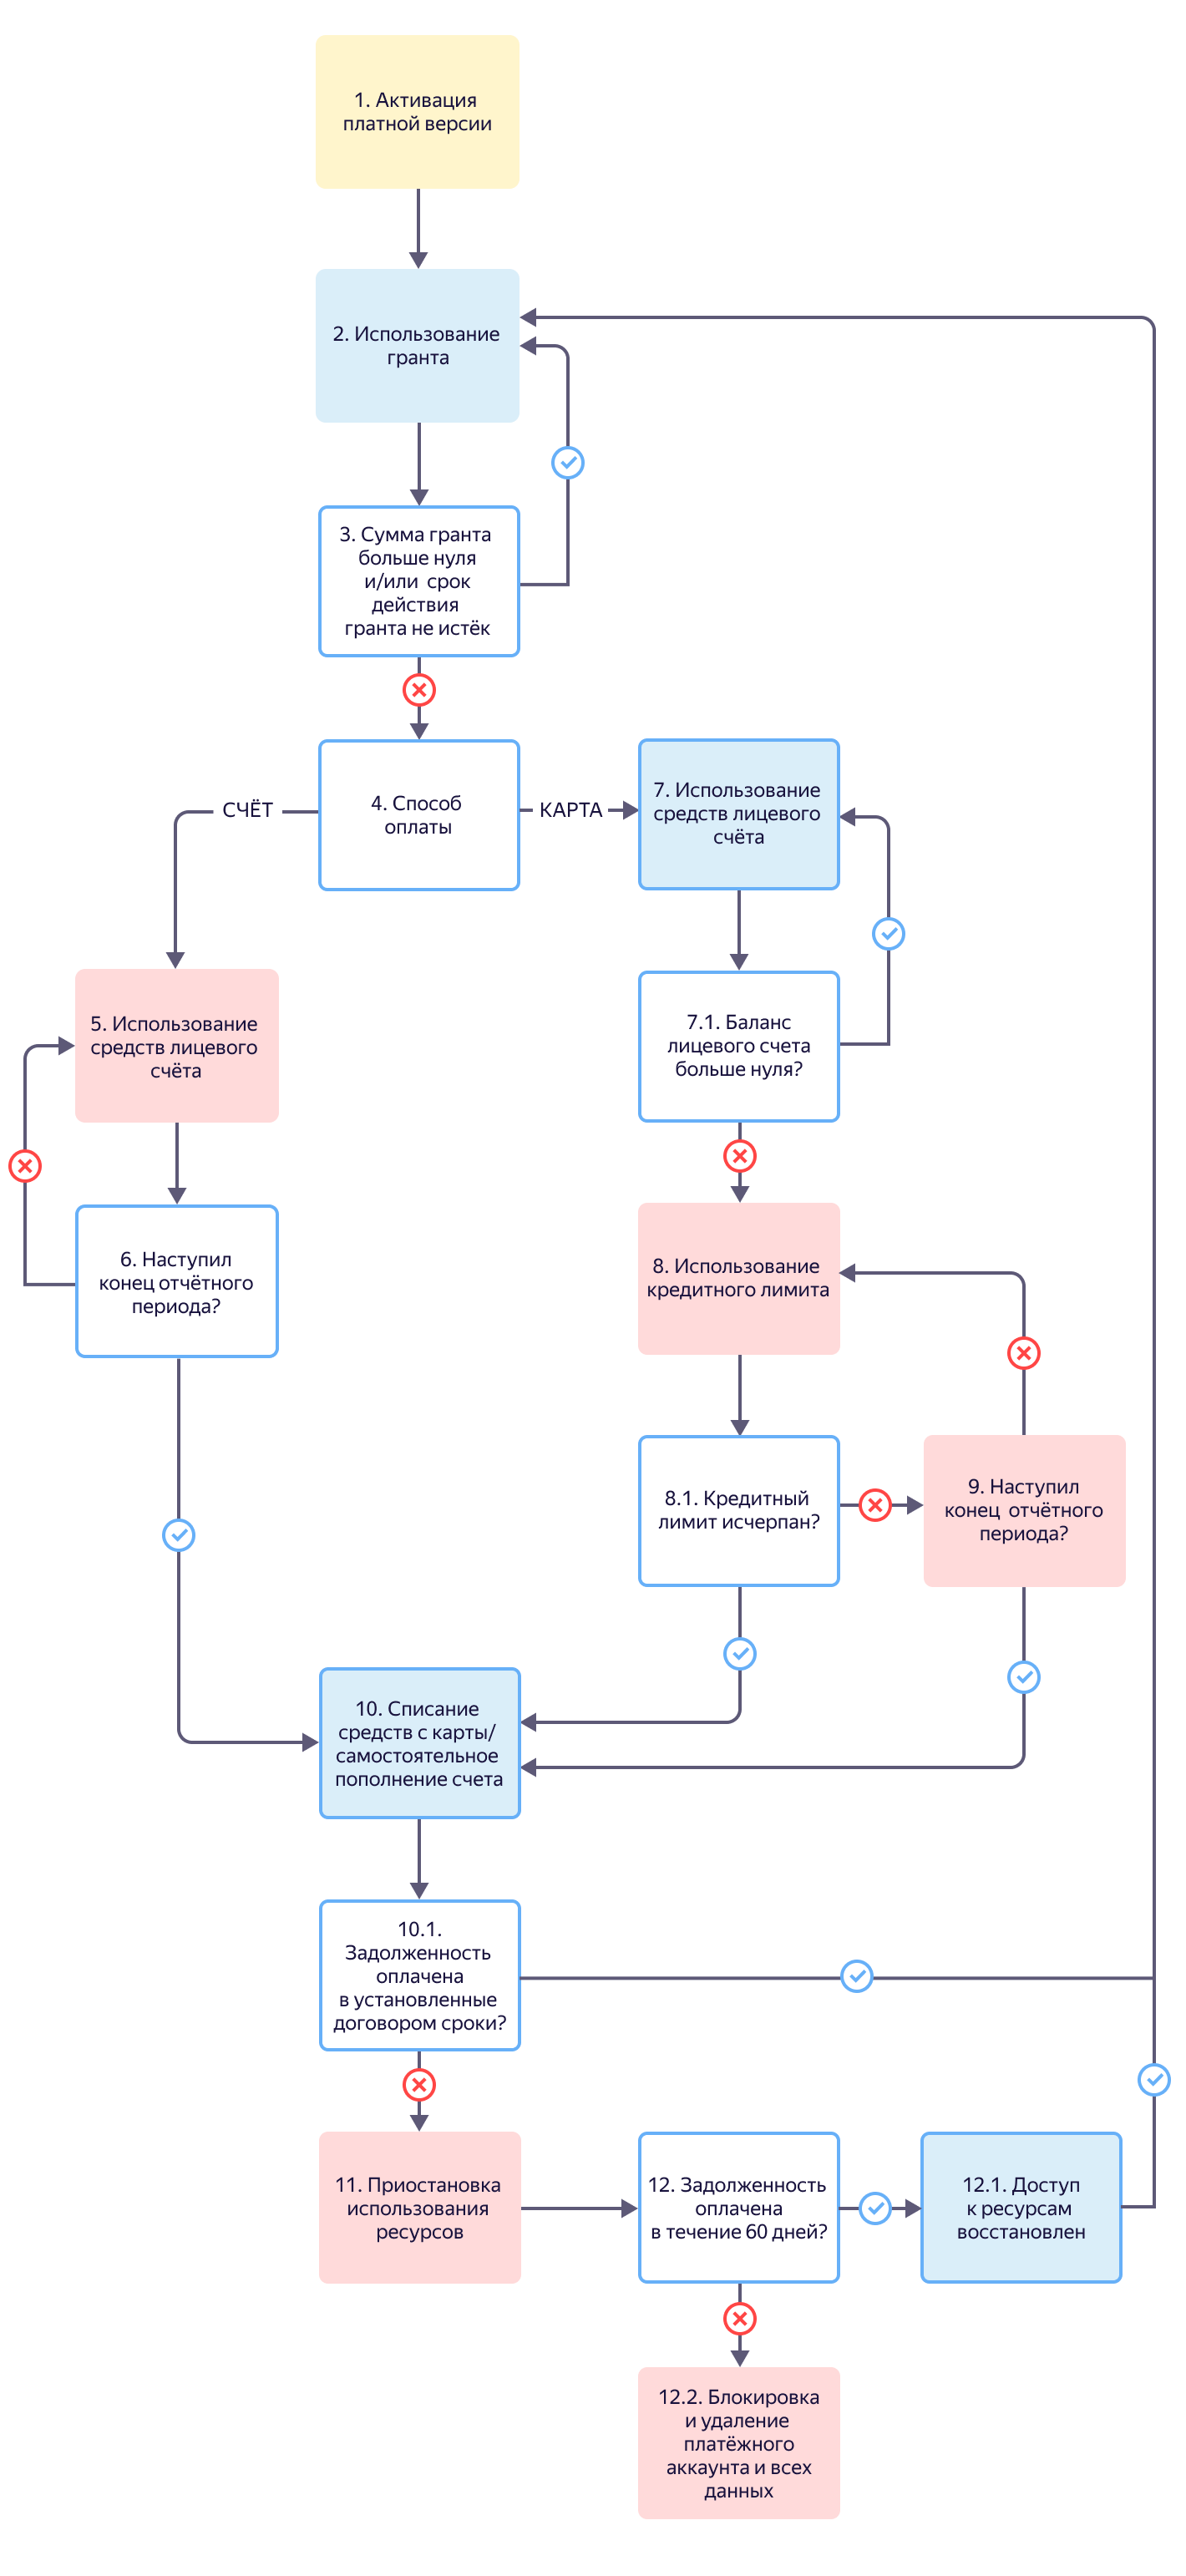 1. Активация
платной версии
2. Использование
гранта
3. Сумма гранта
больше нуля
и/или срок
действия
гранта не истёк
4. Способ
оплаты
СЧЁТ
КАРТА
7. Использование
средств лицевого
счёта
5. Использование
средств лицевого
счёта
7.1. Баланс
лицевого счета
больше нуля?
6. Наступил
конец отчётного
периода?
8. Использование
кредитного лимита
8.1. Кредитный
лимит исчерпан?
9. Наступил
конец отчётного
периода?
10. Списание
средств с карты/
самостоятельное
пополнение счета
10.1.
Задолженность
оплачена
в установленные
договором сроки?
11. Приостановка
использования
ресурсов
12. Задолженность
оплачена
в течение 60 дней?
12.1. Доступ
к ресурсам
восстановлен
12.2. Блокировка
и удаление
платёжного
аккаунта и всех
данных